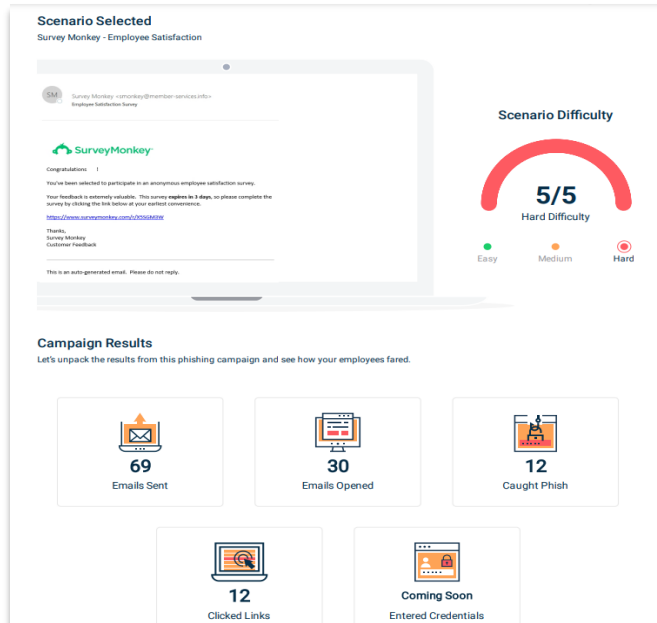 Scenario Selected
Survey Monkey - Employee Satisfaction
SM
Survey Monkey <smonkey@member-services.info>
Employee Satisfaction Survey
SurveyMonkey
Congratulations
You've been selected to participate in an anonymous employee satisfaction survey.
Your feedback is extremely valuable. This survey expires in 3 days, so please complete the
survey by clicking the link below at your earliest convenience.
Thanks,
Survey Monkey
Customer Feedback
This is an auto-generated email. Please do not reply.
Scenario Difficulty
5/5
Hard Difficulty
Easy
Medium
Hard
Campaign Results
Let's unpack the results from this phishing campaign and see how your employees fared.
69
Emails Sent
30
Emails Opened
12
Caught Phish
12
Clicked Links
Coming Soon
Entered Credentials